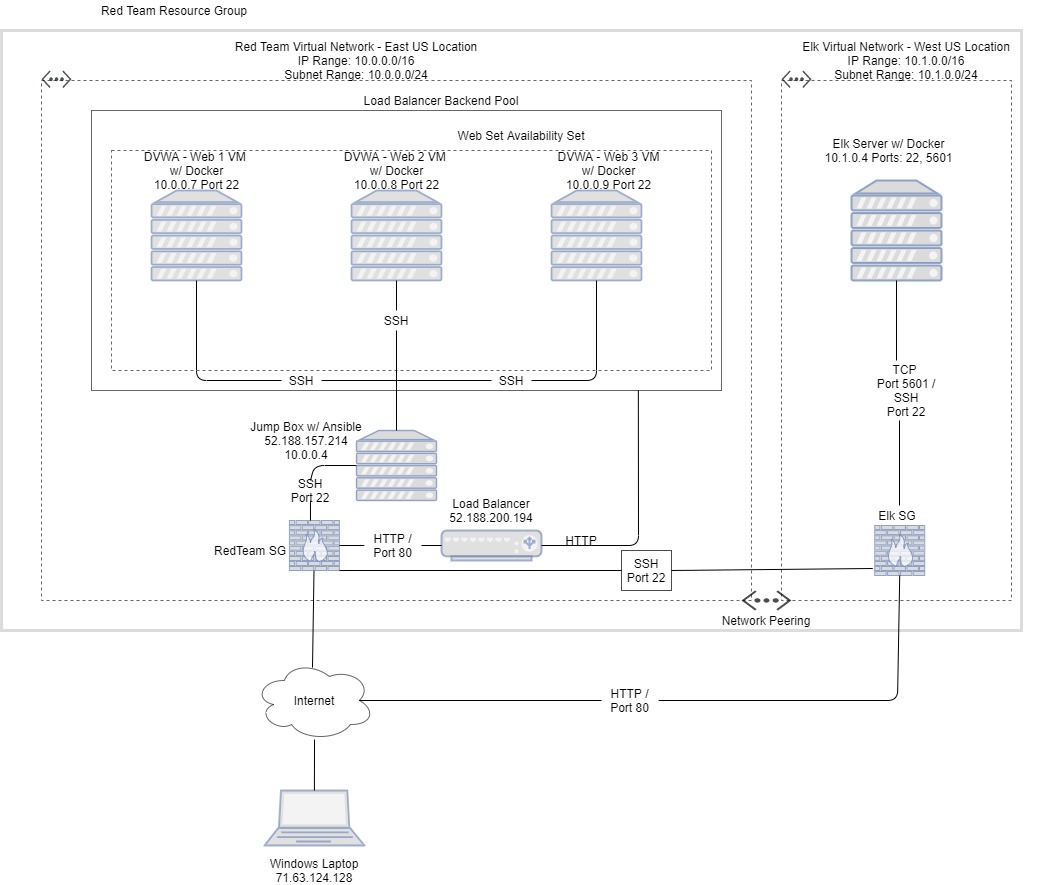 Red Team Resource Group
Red Team Virtual Network - East US Location
IP Range: 10.0.0.0/16
Subnet Range: 10.0.0.0/24
Elk Virtual Network - West US Location
IP Range: 10.1.0.0/16
Subnet Range: 10.1.0.0/24
Load Balancer Backend Pool
Web Set Availability Set
DVWA - Web 1 VM
w/ Docker
10.0.0.7 Port 22
DVWA - Web 2 VM
w/ Docker
10.0.0.8 Port 22
DVWA - Web 3 VM
w/ Docker
10.0.0.9 Port 22
Elk Server w/ Docker
10.1.0.4 Ports: 22, 5601
SSH
SSH
SSH
TCP
Port 5601 /
SSH
Port 22
Jump Box w/ Ansible
52.188.157.214
10.0.0.4
SSH
Port 22
Load Balancer
52.188.200.194
RedTeam SG
HTTP /
Port 80
HTTP
Elk SG
SSH
Port 22
Network Peering
Internet
HTTP /
Port 80
Windows Laptop
71.63.124.128